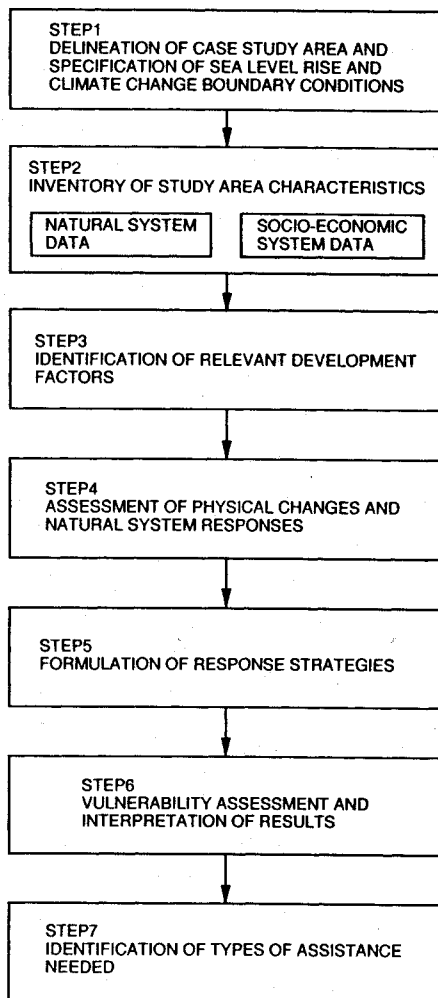 STEP1
DELINEATION OF CASE STUDY AREA AND
SPECIFICATION OF SEA LEVEL RISE AND
CLIMATE CHANGE BOUNDARY CONDITIONS
STEP2
INVENTORY OF STUDY AREA CHARACTERISTICS
NATURAL SYSTEM
DATA
SOCIO-ECONOMIC
SYSTEM DATA
STEP3
IDENTIFICATION OF RELEVANT DEVELOPMENT
FACTORS
STEP4
ASSESSMENT OF PHYSICAL CHANGES AND
NATURAL SYSTEM RESPONSES
STEP5
FORMULATION OF RESPONSE STRATEGIES
STEP6
VULNERABILITY ASSESSMENT AND
INTERPRETATION OF RESULTS
STEP7
IDENTIFICATION OF TYPES OF ASSISTANCE
NEEDED